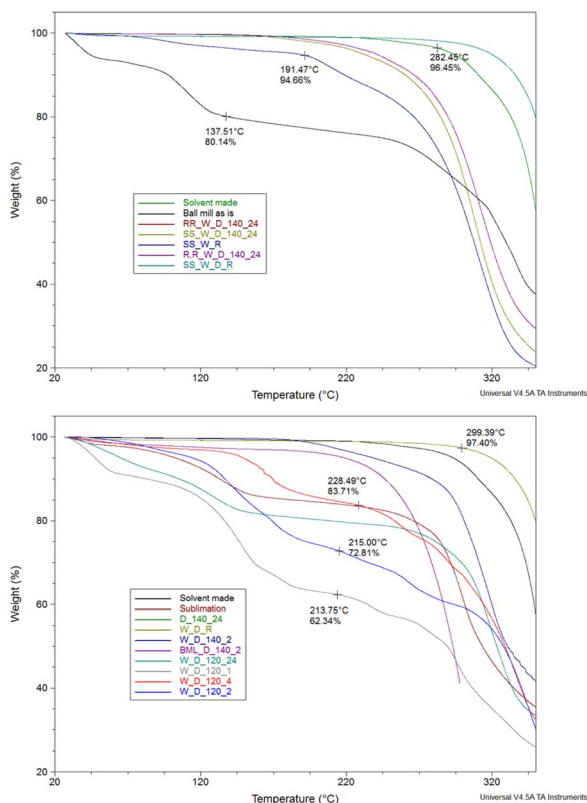 100
80
60
40
20
Weight (%)
282.45°C
96.45%
191.47°C
94.66%
137.51°C
80.14%
Solvent made
Ball mill as is
RR_W_D_140_24
SS_W_D_140_24
SS_W_R
R.R_W_D_140_24
SS_W_D_R
20
120
220
320
Temperature (°C)
Universal V4.5A TA Instruments
100
80
60
40
20
Weight (%)
299.39°C
97.40%
228.49°C
83.71%
215.00°C
72.81%
213.75°C
62.34%
Solvent made
Sublimation
D_140_24
W_D_R
W_D_140_2
BML_D_140_2
W_D_120_24
W_D_120_1
W_D_120_4
W_D_120_2
20
120
220
320
Temperature (°C)
Universal V4.5A TA Instruments